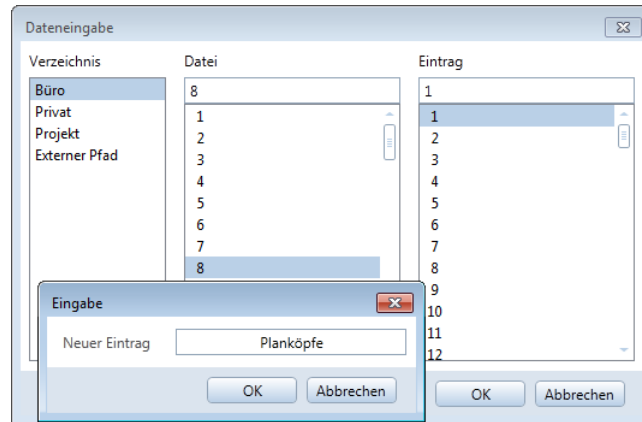 Dateneingabe
Verzeichnis
Büro
Privat
Projekt
Externer Pfad
Datei
8
1
2
3
4
5
6
7
8
Eintrag
1
1
2
3
4
5
6
7
8
9
10
11
12
Eingabe
Neuer Eintrag Planköpfe
OK Abbrechen
OK Abbrechen